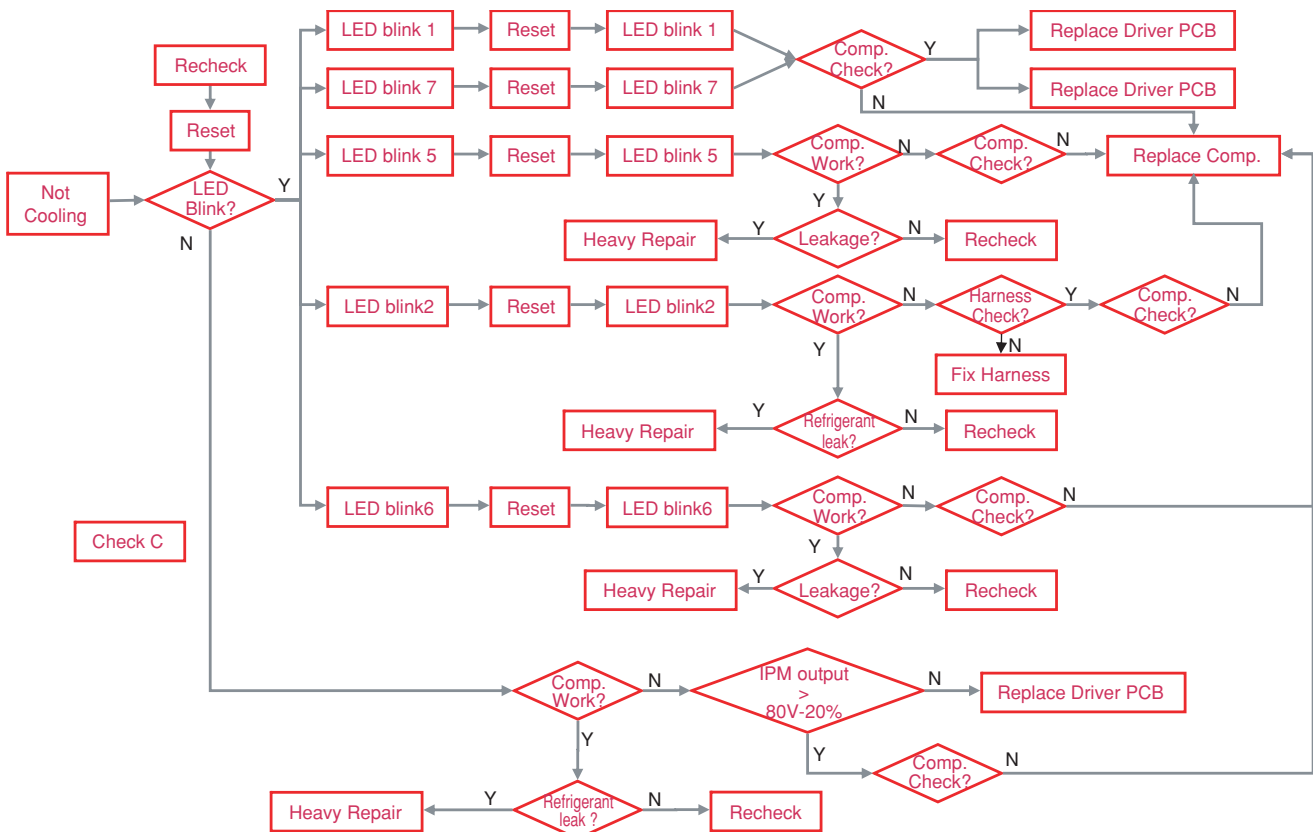 LED blink 1
Reset
LED blink 1
Comp.
Check?
Y
Replace Driver PCB
Recheck
LED blink 7
Reset
LED blink 7
N
Replace Driver PCB
Reset
LED blink 5
Reset
LED blink 5
Comp.
Work?
N
Comp.
Check?
N
Replace Comp.
Not
Cooling
LED
Blink?
Y
N
Y
Heavy Repair
Y
Leakage?
N
Recheck
LED blink2
Reset
LED blink2
Comp.
Work?
N
Harness
Check?
Y
Comp.
Check?
N
Y
N
Fix Harness
Heavy Repair
Y
Refrigerant
leak?
N
Recheck
LED blink6
Reset
LED blink6
Comp.
Work?
N
Comp.
Check?
N
Check C
Y
Heavy Repair
Y
Leakage?
N
Recheck
Comp.
Work?
N
IPM output
>
80V-20%
N
Replace Driver PCB
Y
Y
Comp.
Check?
N
Heavy Repair
Y
Refrigerant
leak ?
N
Recheck